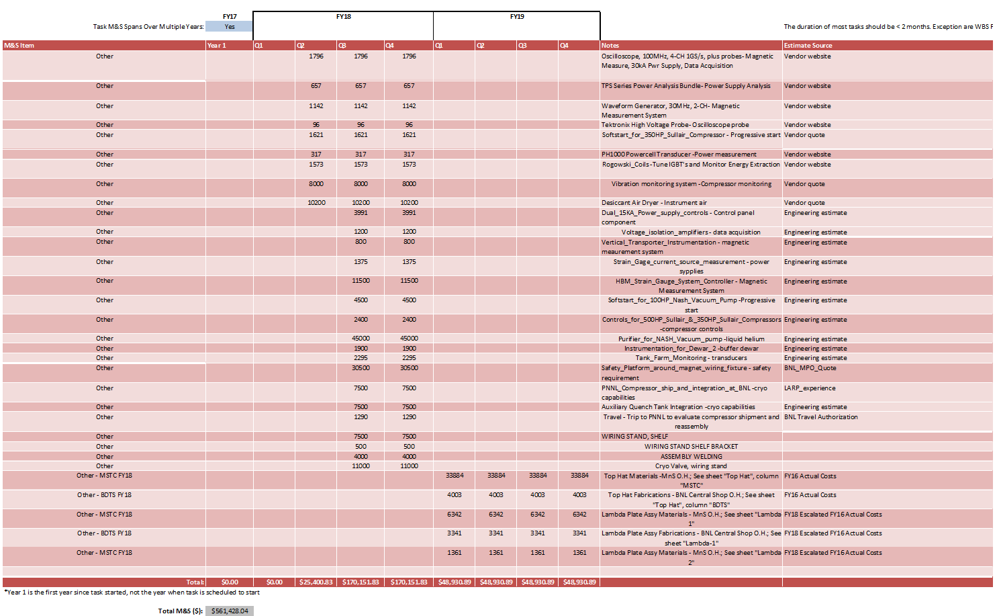 FY17 FY18 FY19
Task M&S Spans Over Multiple Years: Yes The duration of most tasks should be < 2 months. Exception are WBS F
M&S Item Year 1 Q1 Q2 Q3 Q4 Q1 Q2 Q3 Q4 Notes Estimate Source
Other 1796 1796 1796 Oscilloscope, 100MHz, 4-CH 1GS/s, plus probes- Magnetic Vendor website
Measure, 30kA Pwr Supply, Data Acquisition
Other 657 657 657 TPS Series Power Analysis Bundle- Power Supply Analysis Vendor website
Other 1142 1142 1142 Waveform Generator, 30MHz, 2-CH- Magnetic Vendor website
Measurement System
Other 96 96 96 Tektronix High Voltage Probe- Oscilloscope probe Vendor website
Other 1621 1621 1621 Softstart_for_350HP_Sullair_Compressor - Progressive start Vendor quote
Other 317 317 317 PH1000 Powercell Transducer -Power measurement Vendor website
Other 1573 1573 1573 Rogowski_Coils -Tune IGBT's and Monitor Energy Extraction Vendor website
Other 8000 8000 8000 Vibration monitoring system -Compressor monitoring Vendor quote
Other 10200 10200 10200 Desiccant Air Dryer - Instrument air Vendor quote
Other 3991 3991 Dual_15KA_Power_supply_controls - Control panel Engineering estimate
component
Other 1200 1200 Voltage_isolation_amplifiers - data acquisition Engineering estimate
Other 800 800 Vertical_Transporter_Instrumentation - magnetic Engineering estimate
meaurement system
Other 1375 1375 Strain_Gage_current_source_measurement - power Engineering estimate
sypplies
Other 11500 11500 HBM_Strain_Gauge_System_Controller - Magnetic Engineering estimate
Measurement System
Other 4500 4500 Softstart_for_100HP_Nash_Vacuum_Pump -Progressive Engineering estimate
start
Other 2400 2400 Controls_for_500HP_Sullair_&_350HP_Sullair_Compressors Engineering estimate
-compressor controls
Other 45000 45000 Purifier_for_NASH_Vacuum_pump -liquid helium Engineering estimate
Other 1900 1900 Instrumentation_for_Dewar_2 -buffer dewar Engineering estimate
Other 2295 2295 Tank_Farm_Monitoring - transducers Engineering estimate
Other 30500 30500 Safety_Platform_around_magnet_wiring_fixture - safety BNL_MPO_Quote
requirement
Other 7500 7500 PNNL_Compressor_ship_and_integration_at_BNL -cryo LARP_experience
capabilities
Other 7500 7500 Auxiliary Quench Tank Integration -cryo capabilities Engineering estimate
Other 1290 1290 Travel - Trip to PNNL to evaluate compressor shipment and BNL Travel Authorization
reassembly
Other 7500 7500 WIRING STAND, SHELF
Other 500 500 WIRING STAND SHELF BRACKET
Other 4000 4000 ASSEMBLY WELDING
Other 11000 11000 Cryo Valve, wiring stand
Other - MSTC FY18 33884 33884 33884 33884 Top Hat Materials -MnS O.H.; See sheet "Top Hat", column FY16 Actual Costs
"MSTC"
Other - BDTS FY18 4003 4003 4003 4003 Top Hat Fabrications - BNL Central Shop O.H.; See sheet FY16 Actual Costs
"Top Hat", column "BDTS"
Other - MSTC FY18 6342 6342 6342 6342 Lambda Plate Assy Materials - MnS O.H.; See sheet "Lambda- FY18 Escalated FY16 Actual Costs
1"
Other - BDTS FY18 3341 3341 3341 3341 Lambda Plate Assy Fabrications - BNL Central Shop O.H.; See FY18 Escalated FY16 Actual Costs
sheet "Lambda-1"
Other - MSTC FY18 1361 1361 1361 1361 Lambda Plate Assy Materials - MnS O.H.; See sheet "Lambda- FY18 Escalated FY16 Actual Costs
2"
Total: $0.00 $0.00 $25,400.83 $170,151.83 $170,151.83 $48,930.89 $48,930.89 $48,930.89 $48,930.89
*Year 1 is the first year since task started, not the year when task is scheduled to start
Total M&S ($): $561,428.04